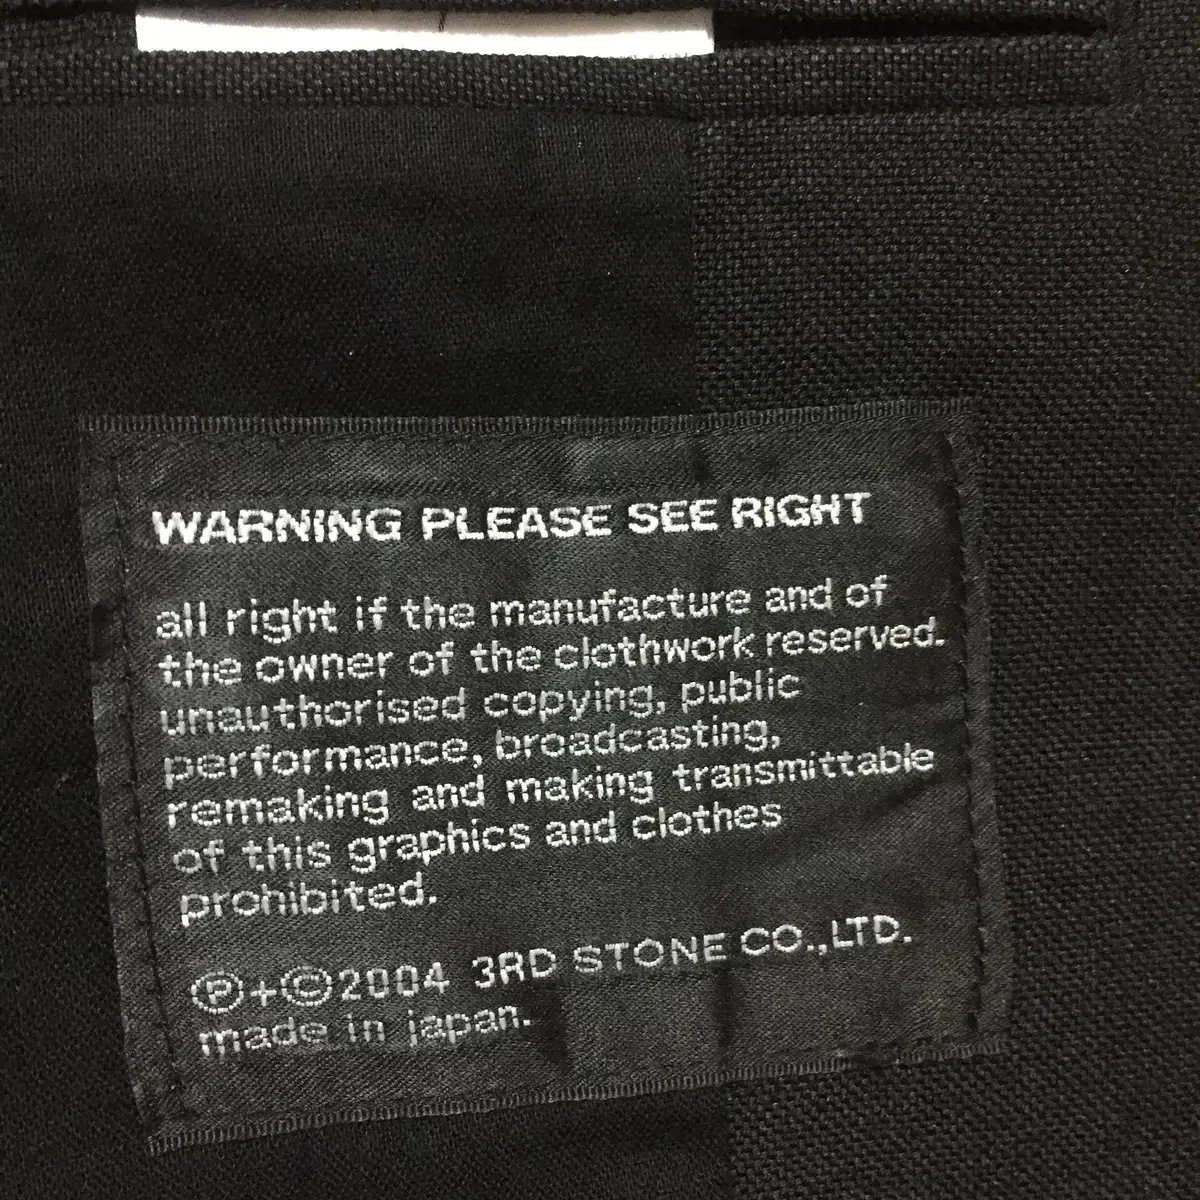 WARNING PLEASE SEE RIGHT
all right if the manufacture and of
the owner of the clothwork reserved.
unauthorised copying, public
performance, broadcasting,
remaking and making transmittable
of this graphics and clothes
prohibited.
Ⓟ+©2004 3RD STONE CO.,LTD.
made in japan.